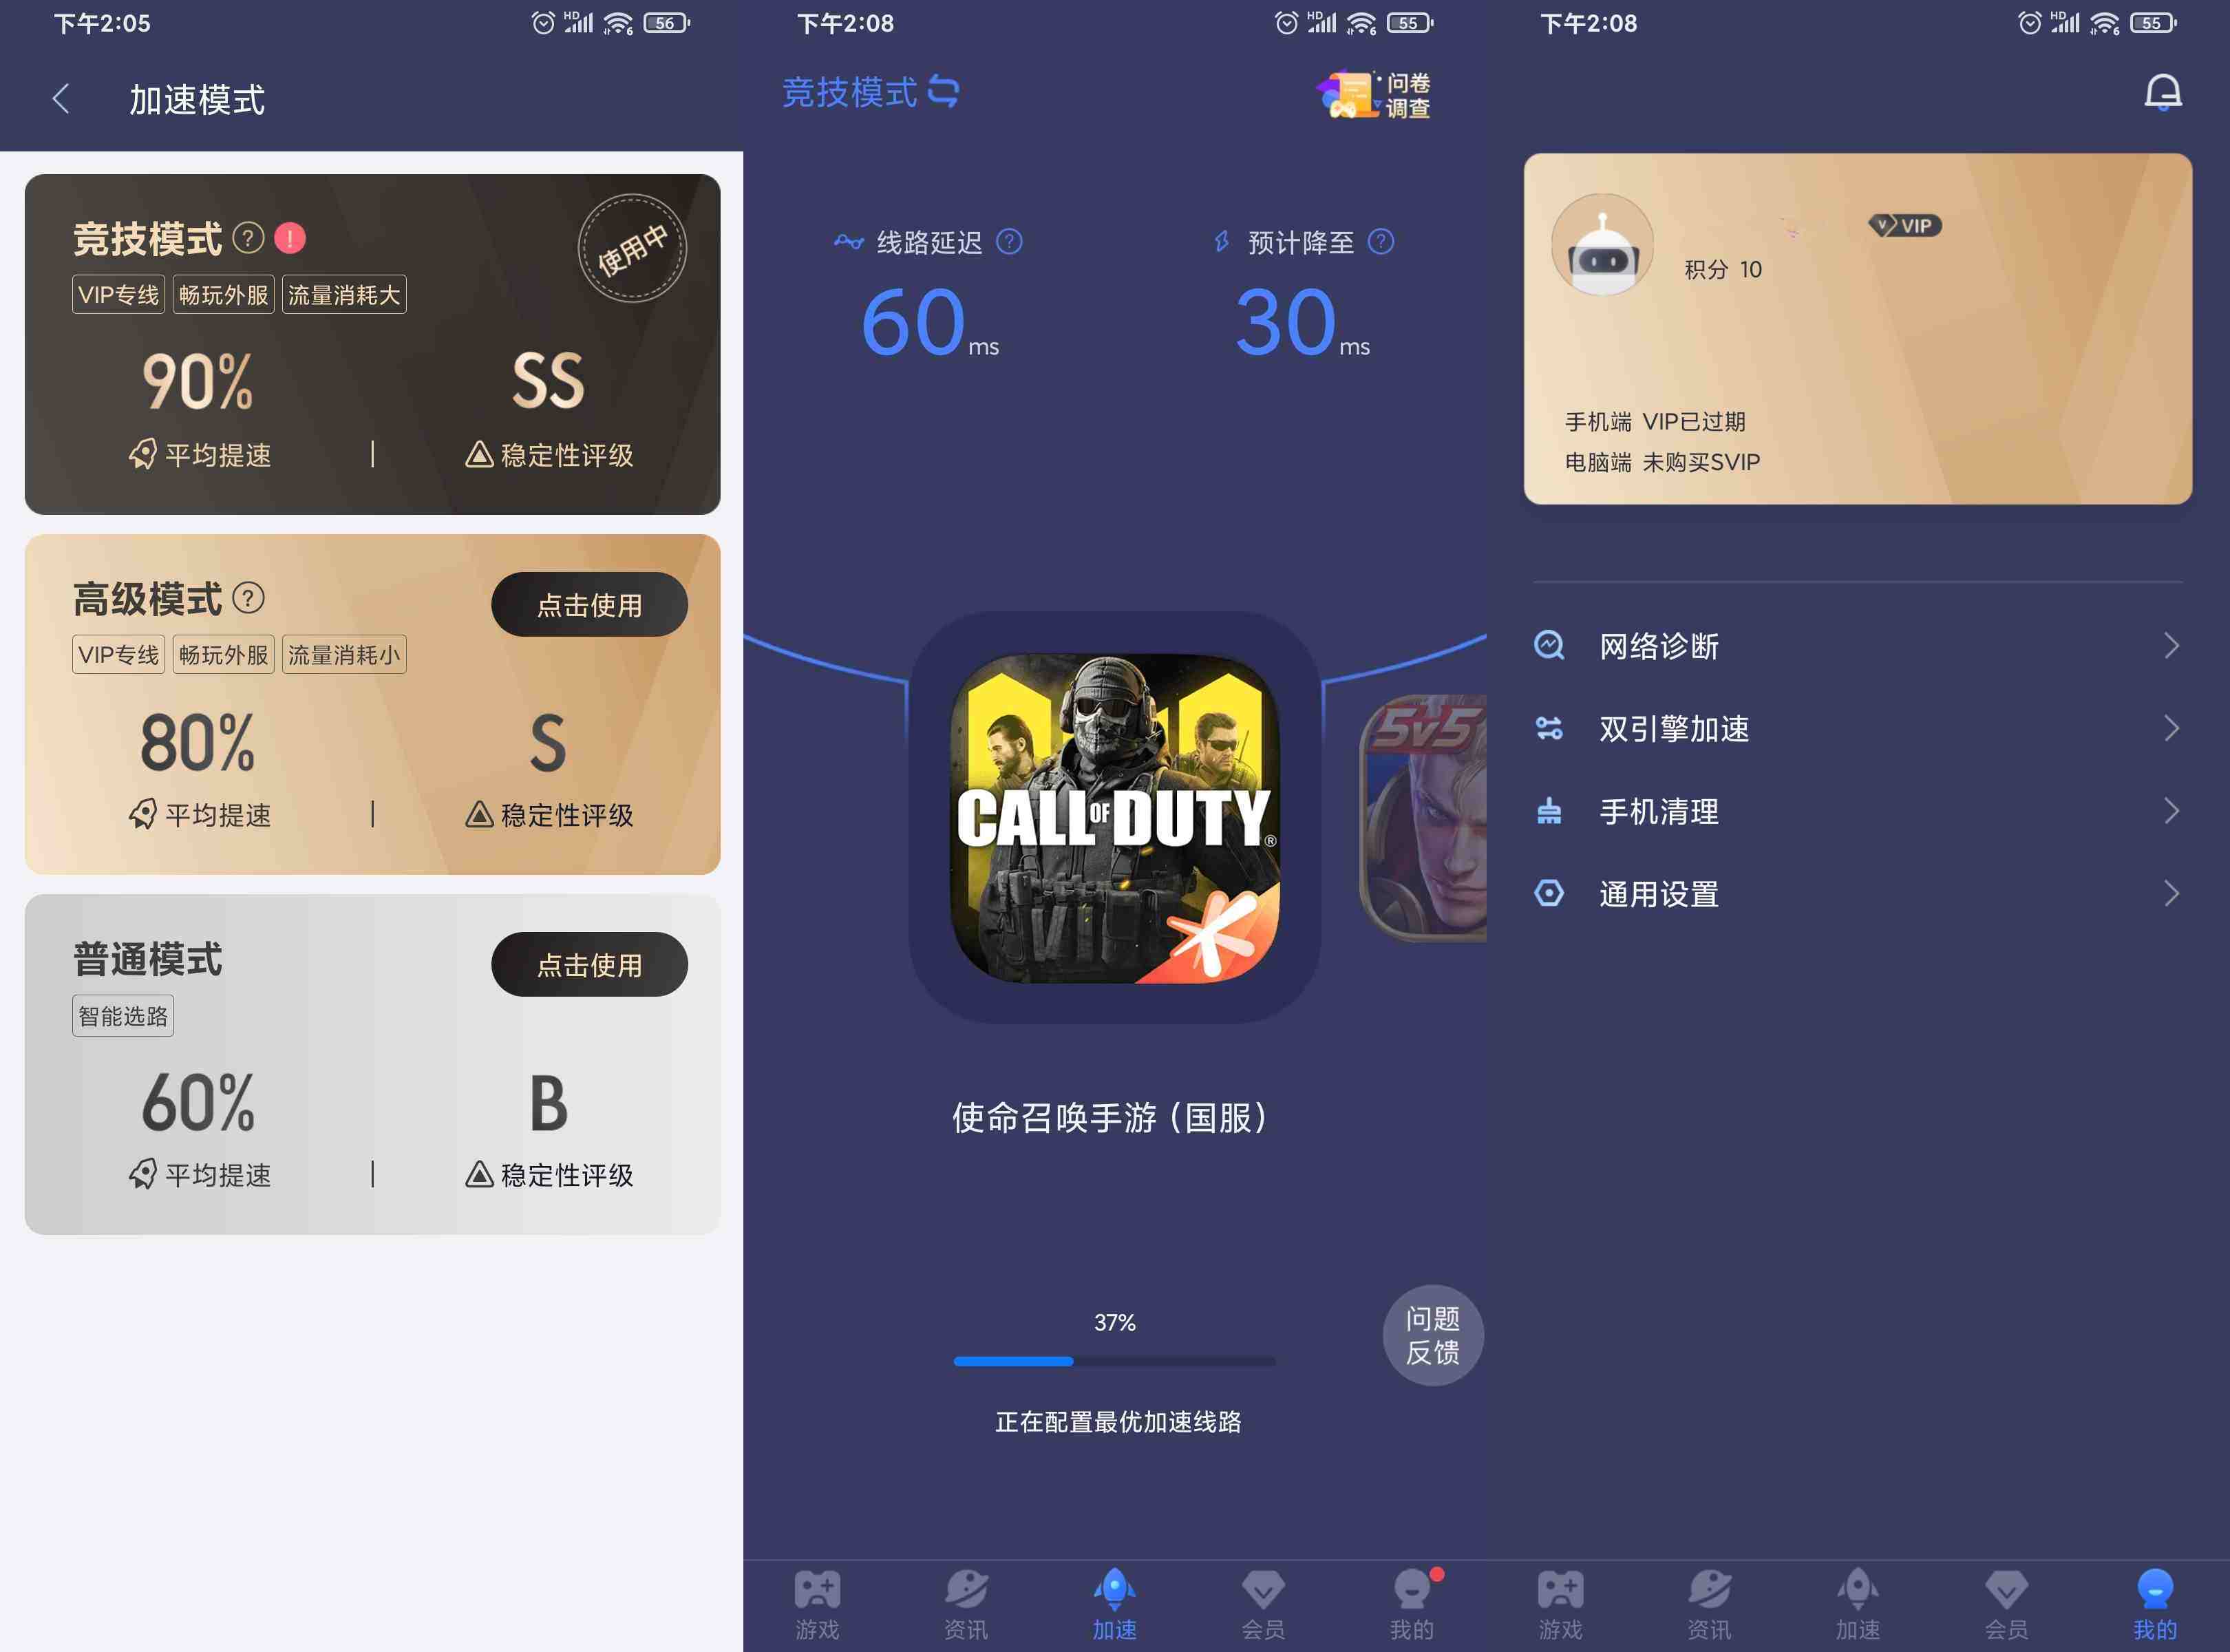 下午2:05
HD
6
56
加速模式
竞技模式 ? !
使用中
VIP专线 畅玩外服 流量消耗大
90% SS
平均提速 | 稳定性评级
高级模式 ?
点击使用
VIP专线 畅玩外服 流量消耗小
80% S
平均提速 | 稳定性评级
普通模式
点击使用
智能选路
60% B
平均提速 | 稳定性评级
下午2:08
HD
6
55
竞技模式
问卷
调查
线路延迟 ? 预计降至 ?
60ms 30ms
CALL OF DUTY®
5v5
使命召唤手游(国服)
37%
问题
反馈
正在配置最优加速线路
游戏 资讯 加速 会员 我的
下午2:08
HD
6
55
V VIP
积分 10
手机端 VIP已过期
电脑端 未购买SVIP
网络诊断
双引擎加速
手机清理
通用设置
游戏 资讯 加速 会员 我的